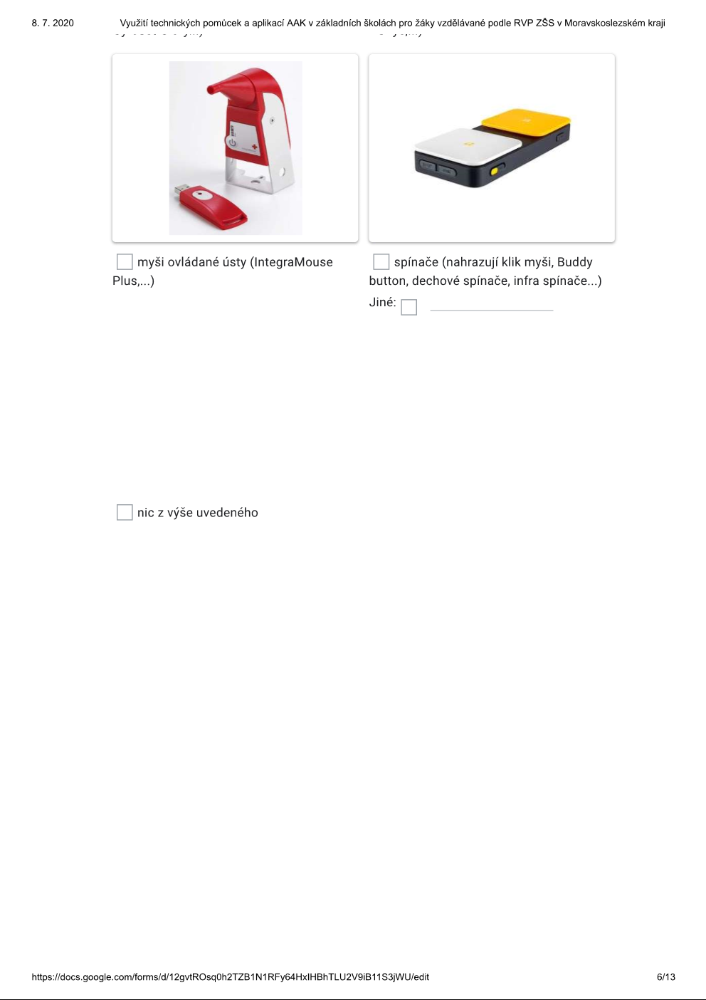 8. 7. 2020 Využití technických pomůcek a aplikací AAK v základních školách pro žáky vzdělávané podle RVP ZŠS v Moravskoslezském kraji
myši ovládané ústy (IntegraMouse
Plus,...)
spínače (nahrazují klik myši, Buddy
button, dechové spínače, infra spínače...)
Jiné:
nic z výše uvedeného
https://docs.google.com/forms/d/12gvtROsq0h2TZB1N1RFy64HxIHBhTLU2V9iB11S3jWU/edit 6/13